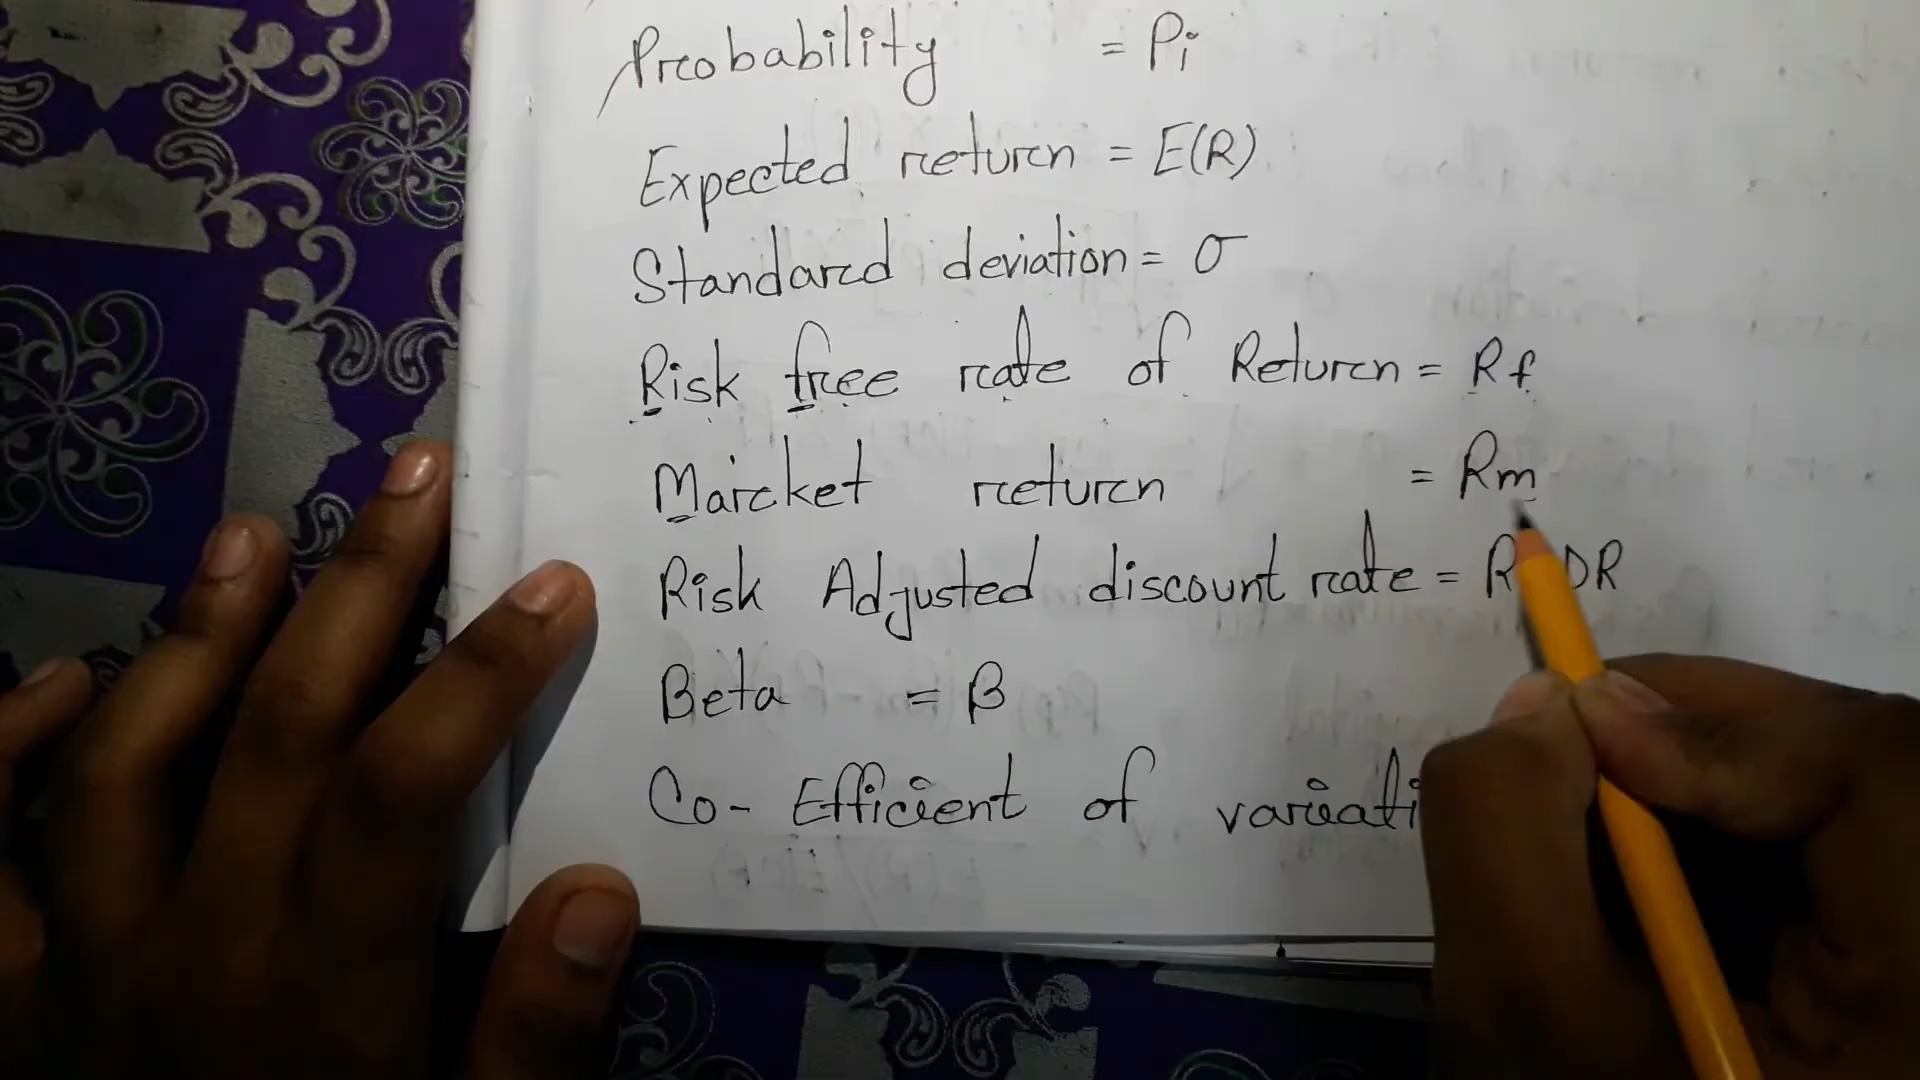 Probability = Pi
Expected return = E(R)
Standard deviation = σ
Risk free rate of Return = Rf
Market return = Rm
Risk Adjusted discount rate =
Beta = β
Co-Efficient of